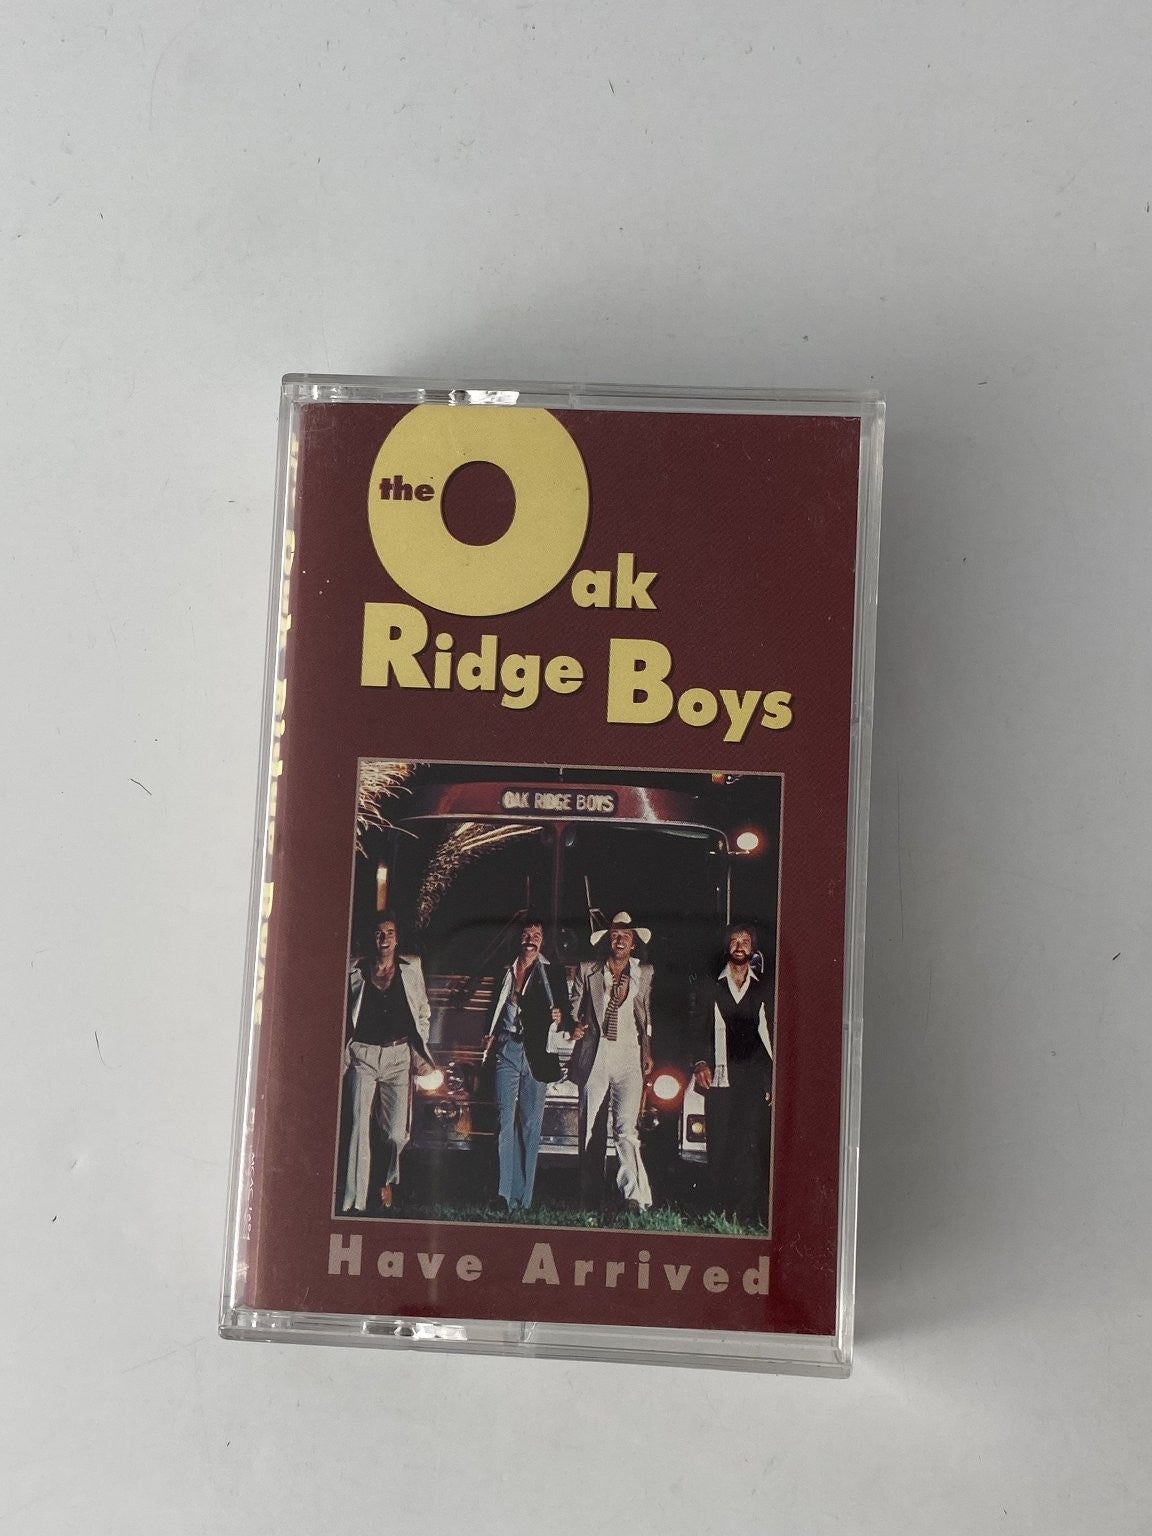 the
Oak
Ridge Boys
OAK RIDGE BOYS
Have Arrived